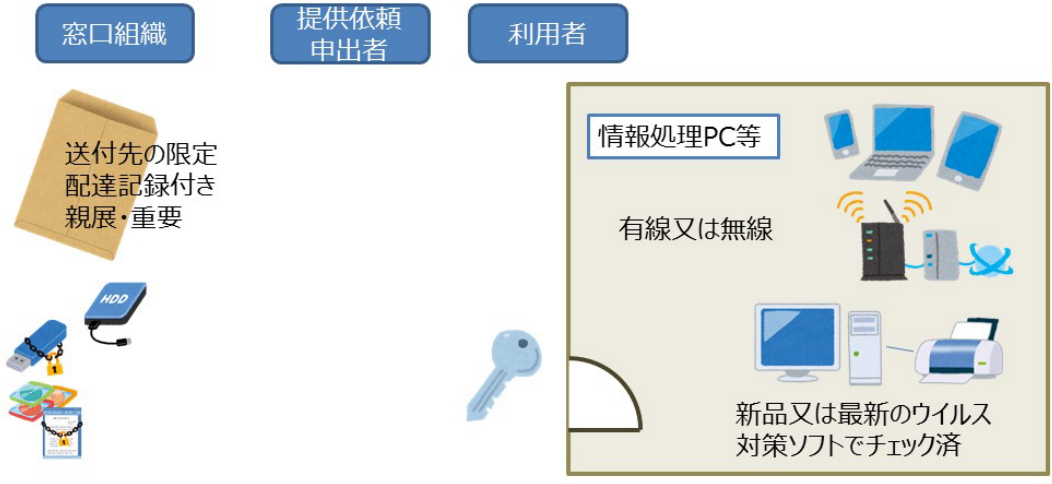 窓口組織
提供依頼
申出者
利用者
送付先の限定
配達記録付き
親展・重要
情報処理PC等
有線又は無線
HDD
新品又は最新のウイルス
対策ソフトでチェック済